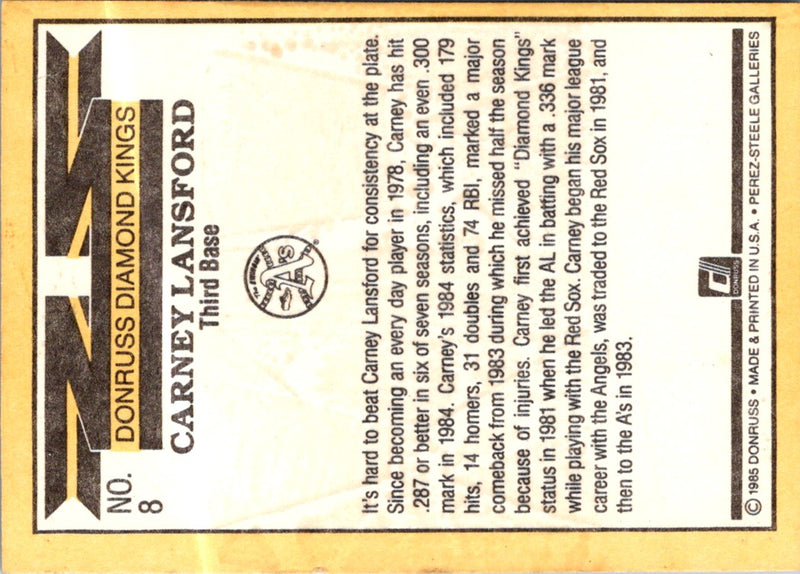 NO.
8
DONRUSS DIAMOND KINGS
CARNEY LANSFORD
Third Base
A's
®
It's hard to beat Carney Lansford for consistency at the plate.
Since becoming an every day player in 1978, Carney has hit
.287 or better in six of seven seasons, including an even .300
mark in 1984. Carney's 1984 statistics, which included 179
hits, 14 homers, 31 doubles and 74 RBI, marked a major
comeback from 1983 during which he missed half the season
because of injuries. Carney first achieved "Diamond Kings"
status in 1981 when he led the AL in batting with a .336 mark
while playing with the Red Sox. Carney began his major league
career with the Angels, was traded to the Red Sox in 1981, and
then to the A's in 1983.
DONRUSS
© 1985 DONRUSS • MADE & PRINTED IN U.S.A. • PEREZ-STEELE GALLERIES